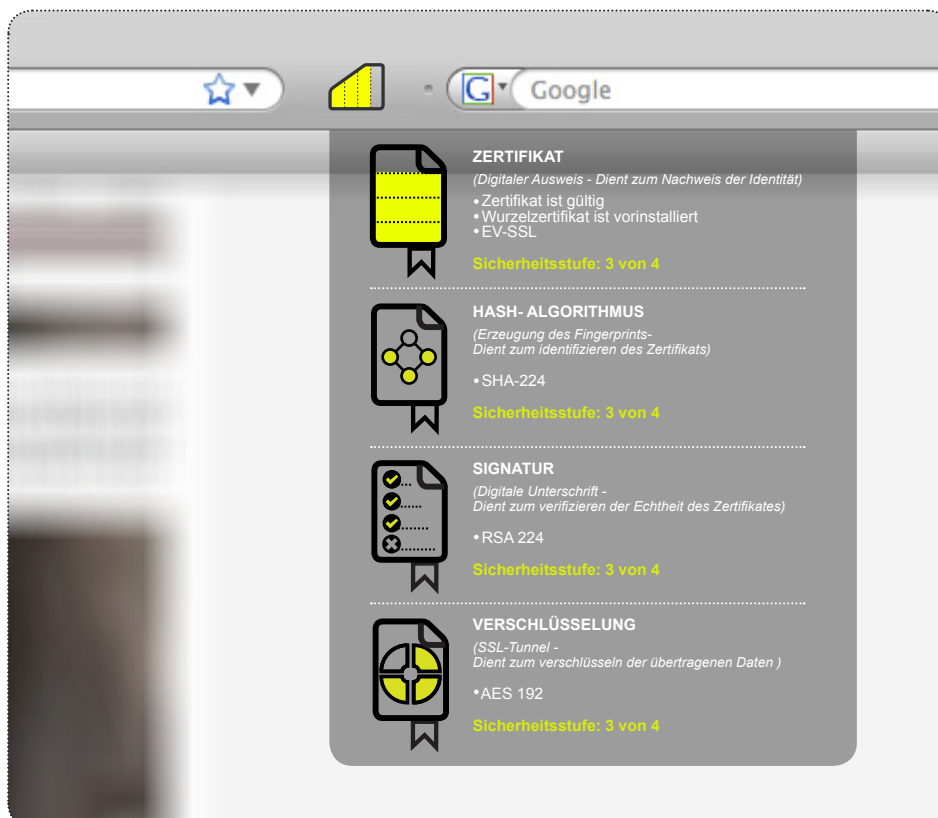 G Google
ZERTIFIKAT
(Digitaler Ausweis - Dient zum Nachweis der Identität)
• Zertifikat ist gültig
• Wurzelzertifikat ist vorinstalliert
• EV-SSL
Sicherheitsstufe: 3 von 4
HASH- ALGORITHMUS
(Erzeugung des Fingerprints-
Dient zum identifizieren des Zertifikats)
• SHA-224
Sicherheitsstufe: 3 von 4
SIGNATUR
(Digitale Unterschrift -
Dient zum verifizieren der Echtheit des Zertifikates)
• RSA 224
Sicherheitsstufe: 3 von 4
VERSCHLÜSSELUNG
(SSL-Tunnel -
Dient zum verschlüsseln der übertragenen Daten )
• AES 192
Sicherheitsstufe: 3 von 4